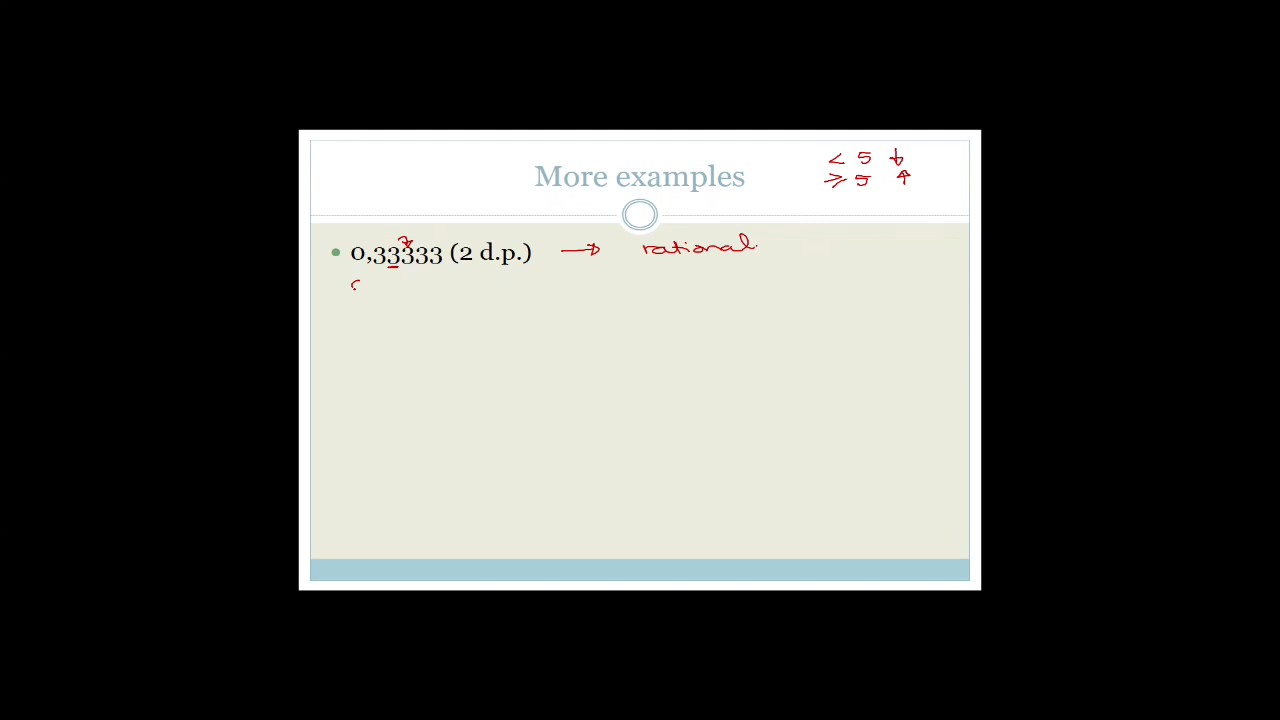 More examples
< 5 ↓
≥ 5 ↑
0,33333 (2 d.p.) → rational